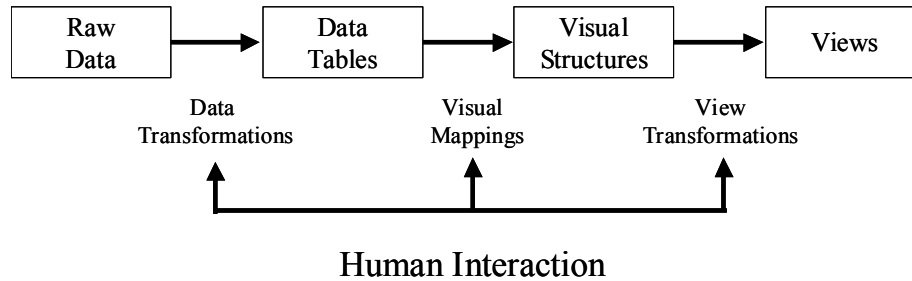 Raw
Data
Data
Tables
Visual
Structures
Views
Data
Transformations
Visual
Mappings
View
Transformations
Human Interaction